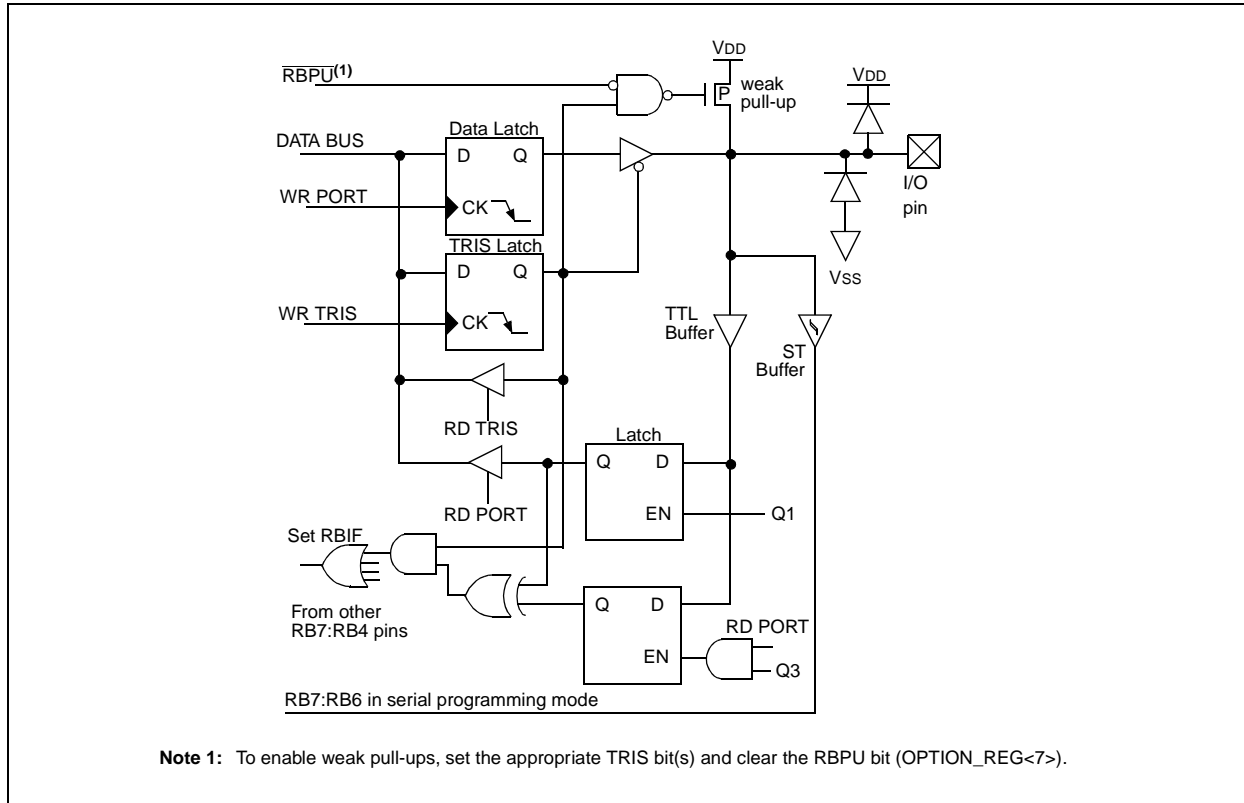 VDD
RBPU(1)
weak
pull-up
P
VDD
Data Latch
DATA BUS
D Q
I/O
pin
WR PORT
CK
TRIS Latch
D Q
VSS
WR TRIS
CK
TTL
Buffer
ST
Buffer
RD TRIS
Latch
Q D
RD PORT
EN
Q1
Set RBIF
From other
RB7:RB4 pins
Q D
RD PORT
EN
Q3
RB7:RB6 in serial programming mode
Note 1: To enable weak pull-ups, set the appropriate TRIS bit(s) and clear the RBPU bit (OPTION_REG<7>).